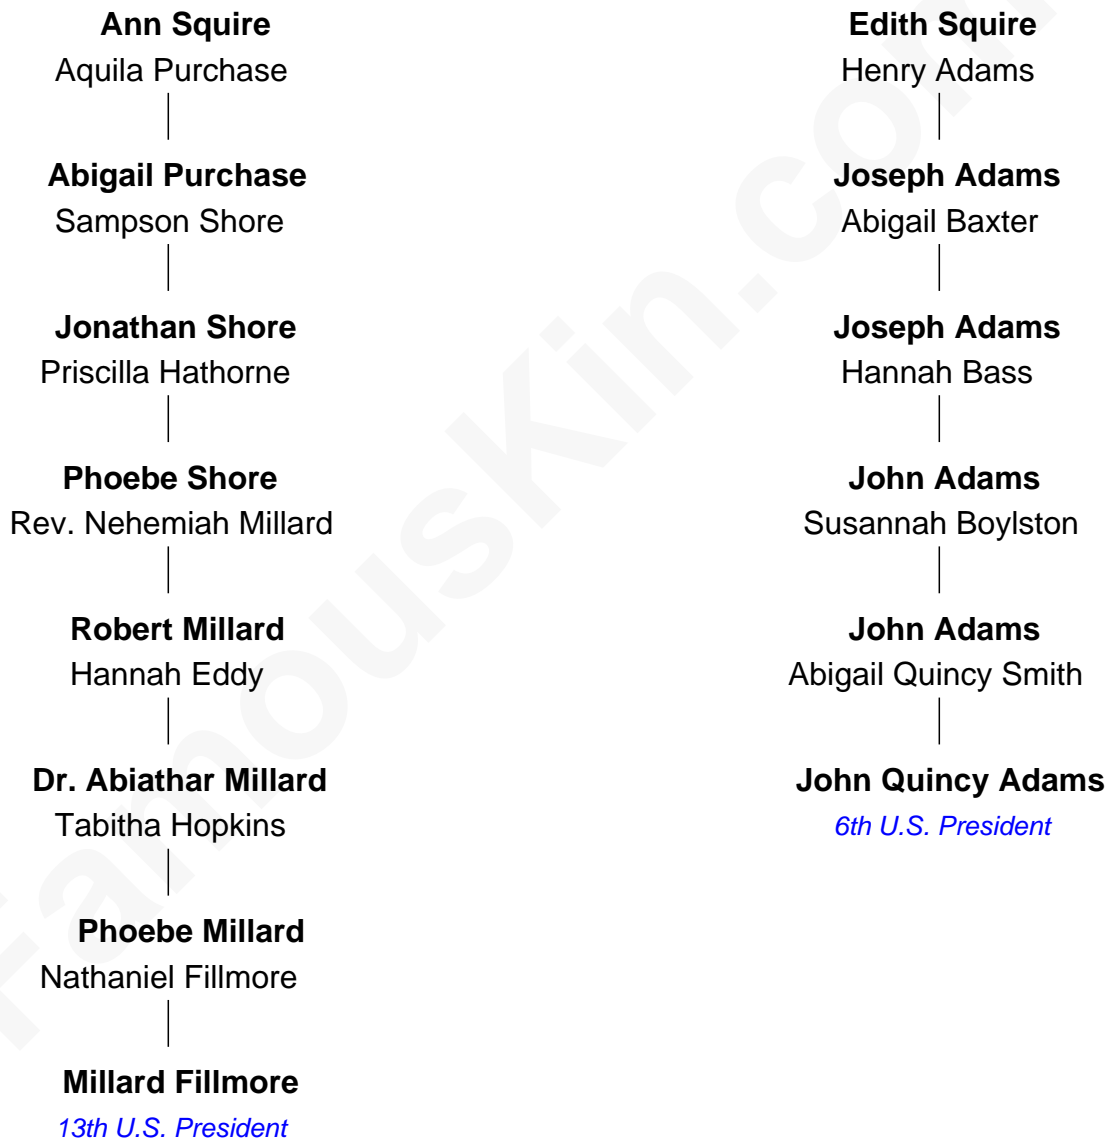 Ann Squire
Aquila Purchase
Abigail Purchase
Sampson Shore
Jonathan Shore
Priscilla Hathorne
Phoebe Shore
Rev. Nehemiah Millard
Robert Millard
Hannah Eddy
Dr. Abiathar Millard
Tabitha Hopkins
Phoebe Millard
Nathaniel Fillmore
Millard Fillmore
13th U.S. President
Edith Squire
Henry Adams
Joseph Adams
Abigail Baxter
Joseph Adams
Hannah Bass
John Adams
Susannah Boylston
John Adams
Abigail Quincy Smith
John Quincy Adams
6th U.S. President
FamousKin.com